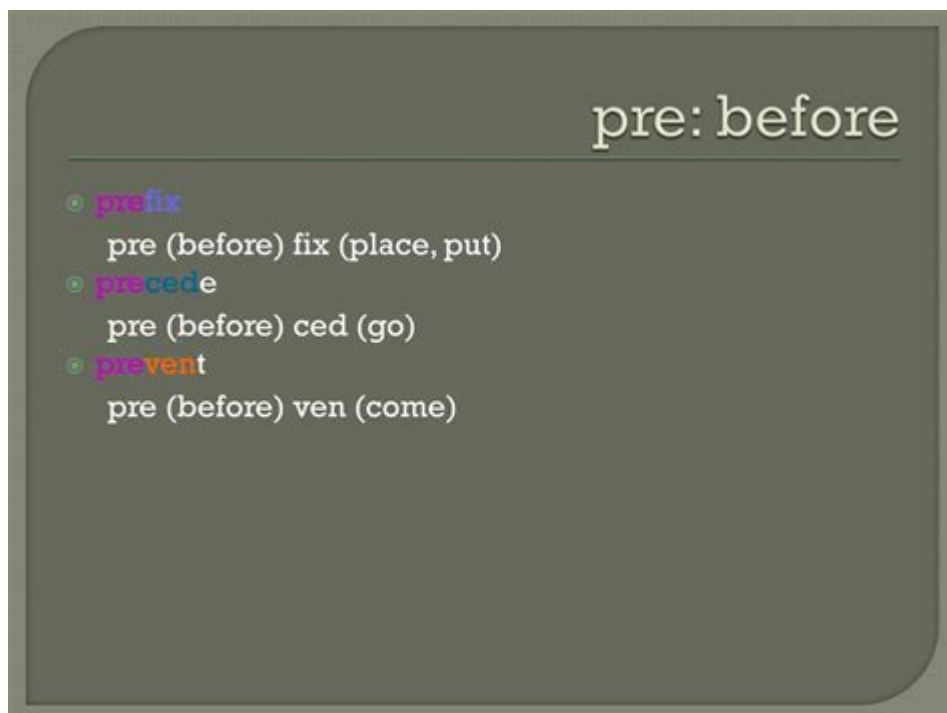 pre: before
prefix
pre (before) fix (place, put)
precede
pre (before) ced (go)
prevent
pre (before) ven (come)